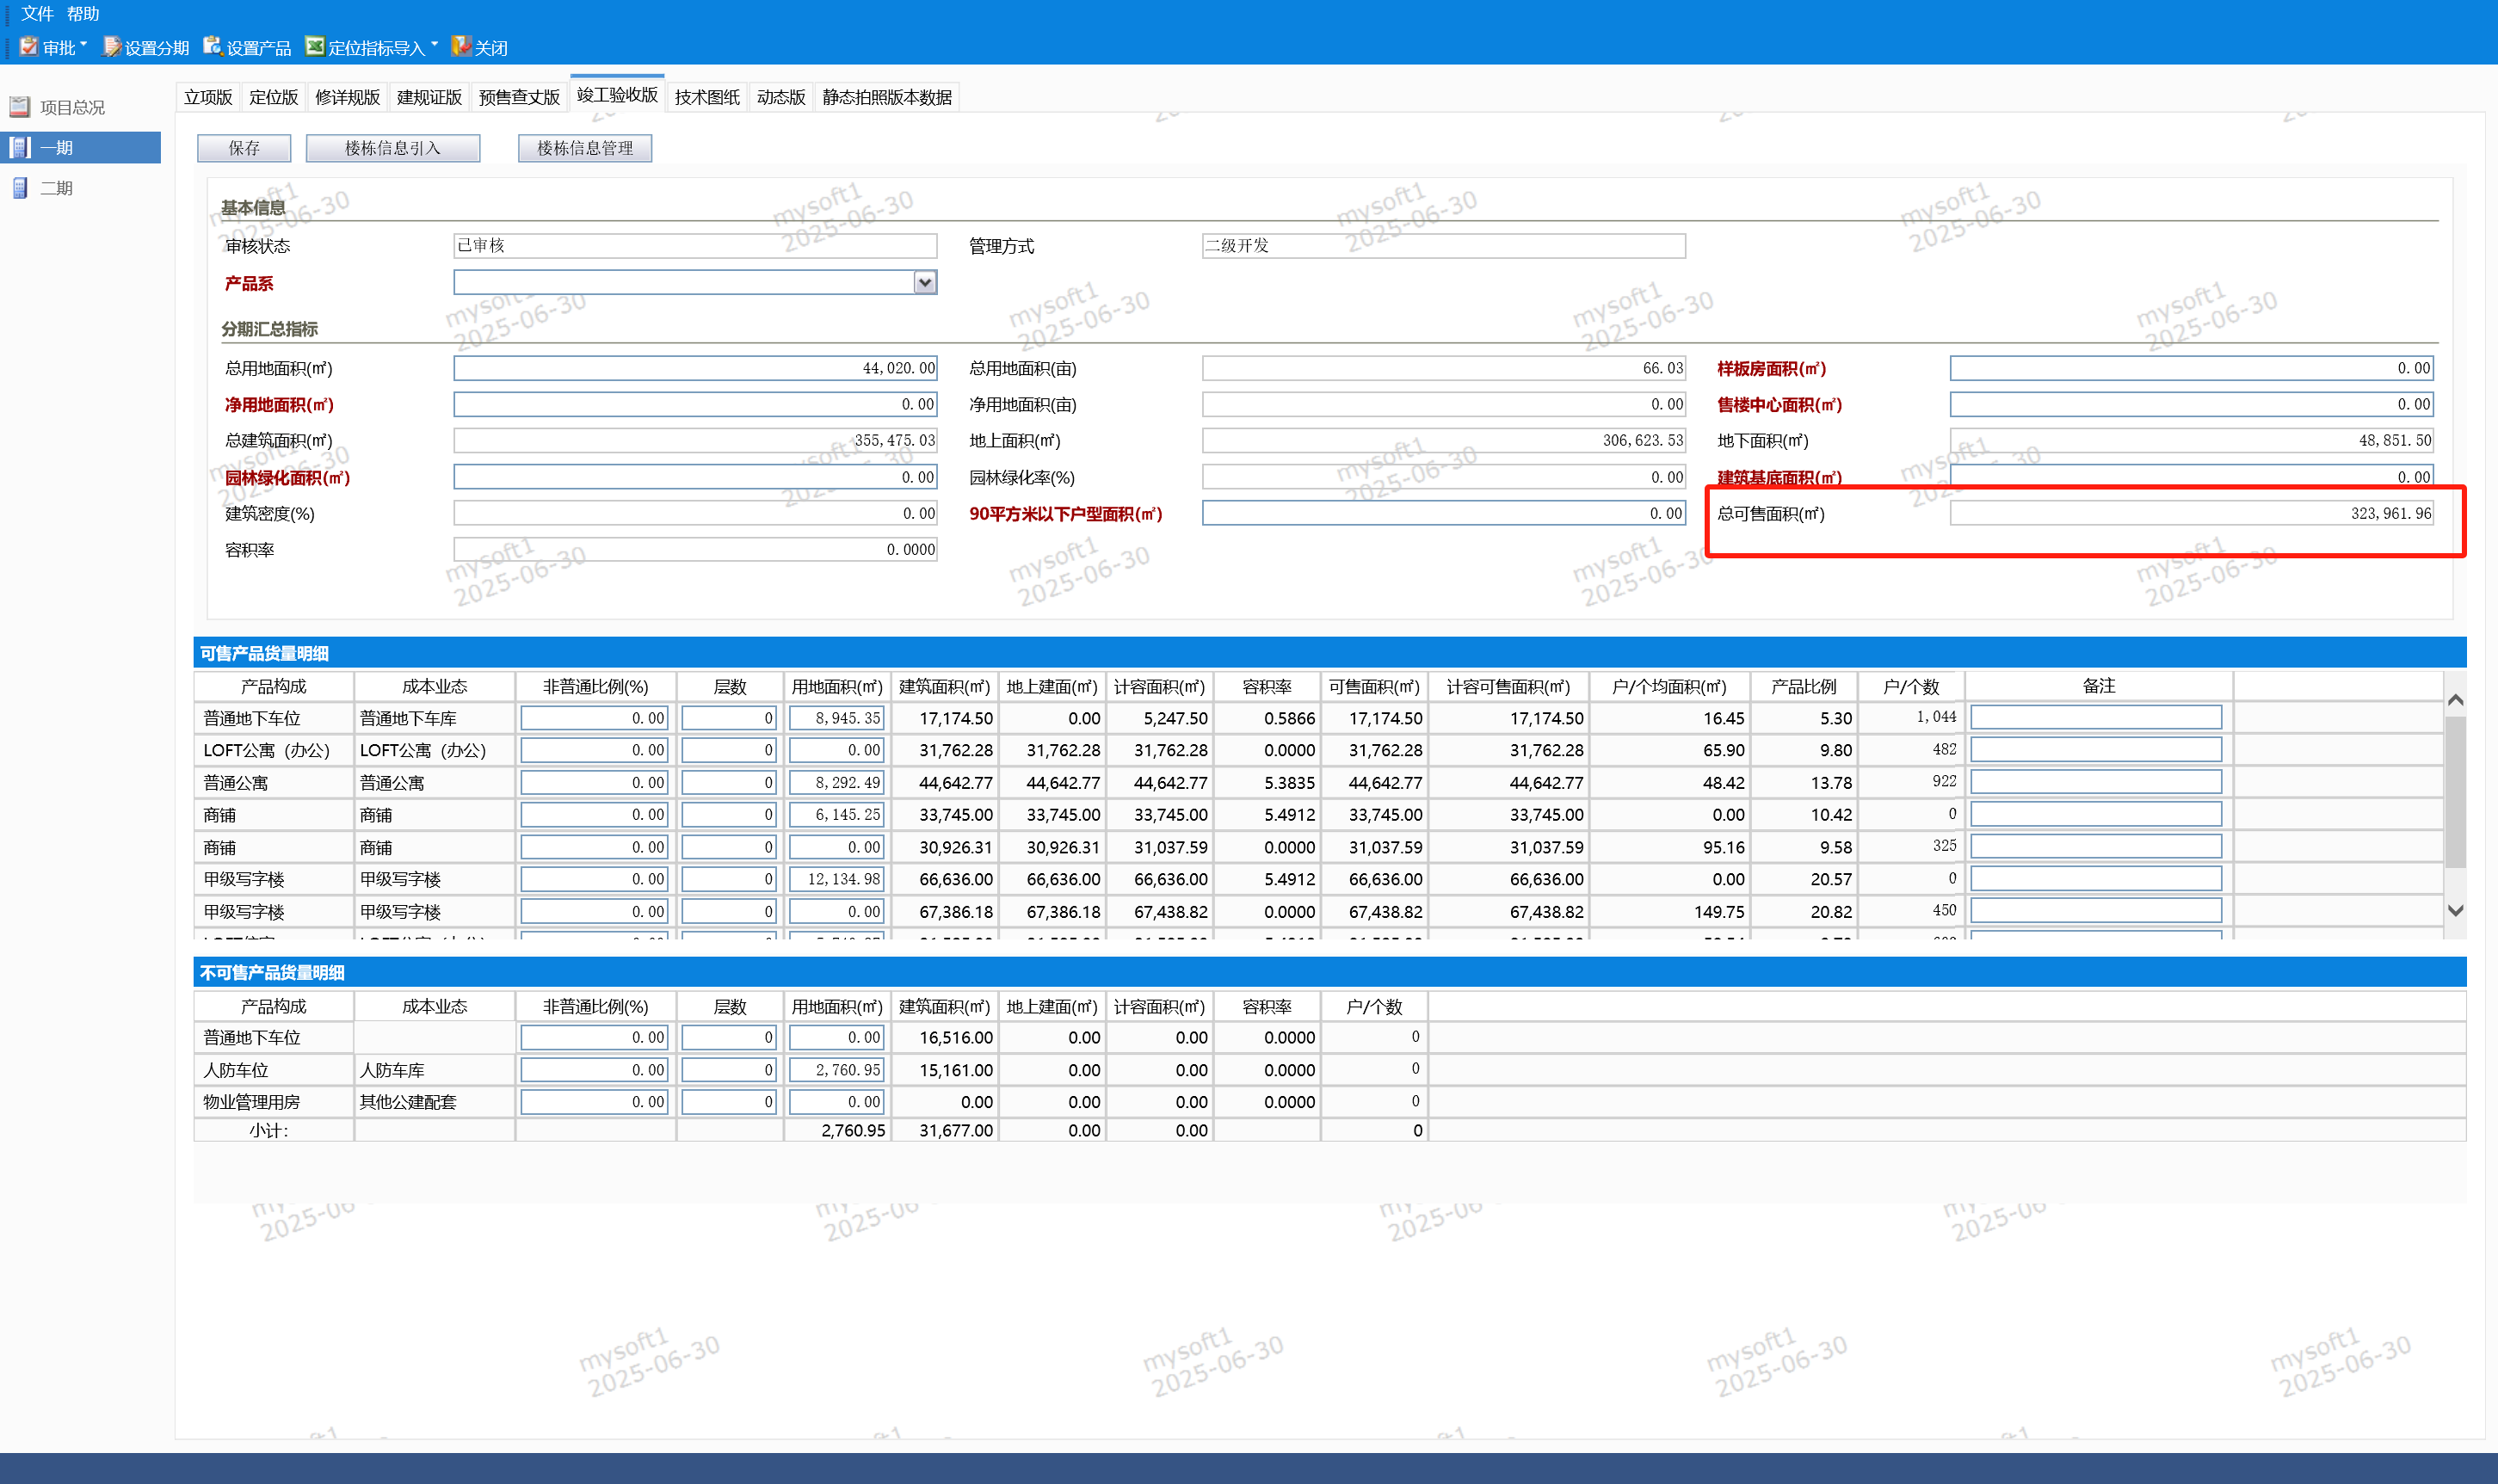 文件 帮助
审批 设置分期 设置产品 定位指标导入 关闭
项目总况
一期
二期
立项版 定位版 修详规版 建规证版 预售查丈版 竣工验收版 技术图纸 动态版 静态拍照版本数据
保存 楼栋信息引入 楼栋信息管理
基本信息
审核状态 已审核 管理方式 二级开发
产品系
分期汇总指标
总用地面积(㎡) 44,020.00 总用地面积(亩) 66.03 样板房面积(㎡) 0.00
净用地面积(㎡) 0.00 净用地面积(亩) 0.00 售楼中心面积(㎡) 0.00
总建筑面积(㎡) 355,475.03 地上面积(㎡) 306,623.53 地下面积(㎡) 48,851.50
园林绿化面积(㎡) 0.00 园林绿化率(%) 0.00 建筑基底面积(㎡) 0.00
建筑密度(%) 0.00 90平方米以下户型面积(㎡) 0.00 总可售面积(㎡) 323,961.96
容积率 0.0000
可售产品货量明细
产品构成 成本业态 非普通比例(%) 层数 用地面积(㎡) 建筑面积(㎡) 地上建面(㎡) 计容面积(㎡) 容积率 可售面积(㎡) 计容可售面积(㎡) 户/个均面积(㎡) 产品比例 户/个数 备注
普通地下车位 普通地下车库 0.00 0 8,945.35 17,174.50 0.00 5,247.50 0.5866 17,174.50 17,174.50 16.45 5.30 1,044
LOFT公寓（办公） LOFT公寓（办公） 0.00 0 0.00 31,762.28 31,762.28 31,762.28 0.0000 31,762.28 31,762.28 65.90 9.80 482
普通公寓 普通公寓 0.00 0 8,292.49 44,642.77 44,642.77 44,642.77 5.3835 44,642.77 44,642.77 48.42 13.78 922
商铺 商铺 0.00 0 6,145.25 33,745.00 33,745.00 33,745.00 5.4912 33,745.00 33,745.00 0.00 10.42 0
商铺 商铺 0.00 0 0.00 30,926.31 30,926.31 31,037.59 0.0000 31,037.59 31,037.59 95.16 9.58 325
甲级写字楼 甲级写字楼 0.00 0 12,134.98 66,636.00 66,636.00 66,636.00 5.4912 66,636.00 66,636.00 0.00 20.57 0
甲级写字楼 甲级写字楼 0.00 0 0.00 67,386.18 67,386.18 67,438.82 0.0000 67,438.82 67,438.82 149.75 20.82 450
不可售产品货量明细
产品构成 成本业态 非普通比例(%) 层数 用地面积(㎡) 建筑面积(㎡) 地上建面(㎡) 计容面积(㎡) 容积率 户/个数
普通地下车位 0.00 0 0.00 16,516.00 0.00 0.00 0.0000 0
人防车位 人防车库 0.00 0 2,760.95 15,161.00 0.00 0.00 0.0000 0
物业管理用房 其他公建配套 0.00 0 0.00 0.00 0.00 0.00 0.0000 0
小计： 2,760.95 31,677.00 0.00 0.00 0
mysoft1
2025-06-30